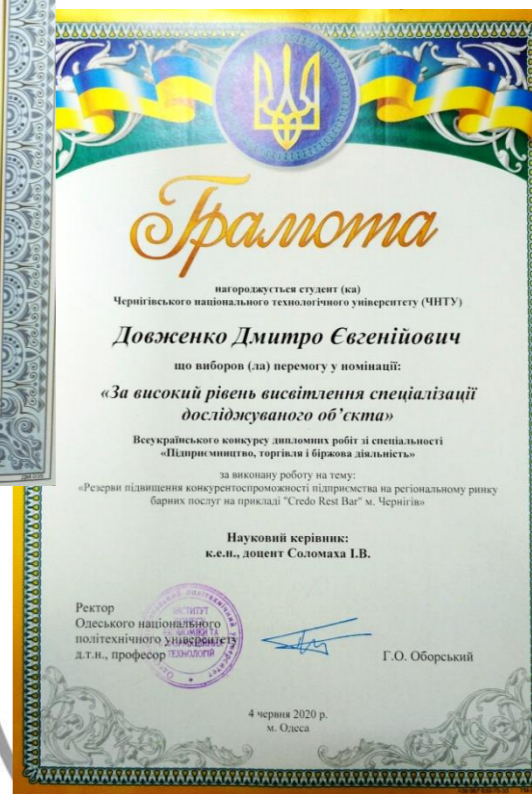 Грамота
нагороджується студент (ка)
Чернігівського національного технологічного університету (ЧНТУ)
Довженко Дмитро Євгенійович
що виборов (ла) перемогу у номінації:
«За високий рівень висвітлення спеціалізації
досліджуваного об’єкта»
Всеукраїнського конкурсу дипломних робіт зі спеціальності
«Підприємництво, торгівля і біржова діяльність»
за виконану роботу на тему:
«Резерви підвищення конкурентоспроможності підприємства на регіональному ринку
барних послуг на прикладі "Credo Rest Bar" м. Чернігів»
Науковий керівник:
к.е.н., доцент Соломаха І.В.
Ректор
Одеського національного
політехнічного університету
д.т.н., професор
Г.О. Оборський
ІНСТИТУТ
ТЕХНОЛОГІЙ
4 червня 2020 р.
м. Одеса